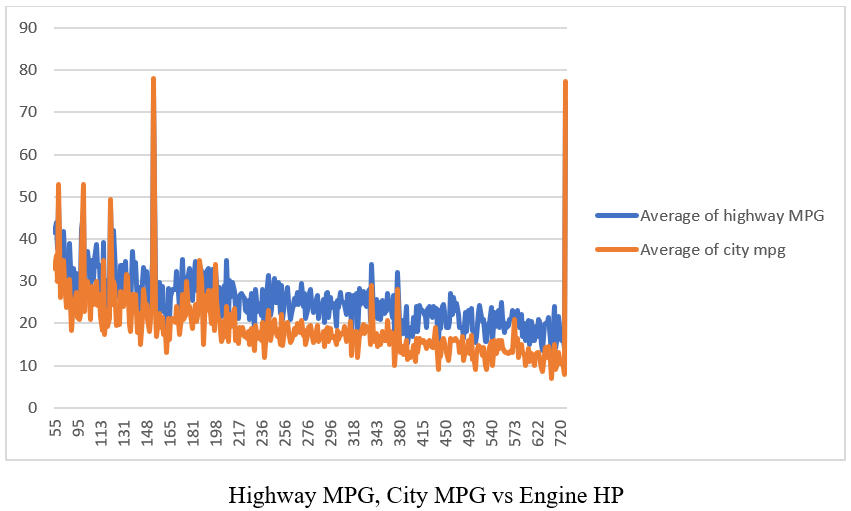 90
80
70
60
50
40
30
20
10
0
55 95 113 131 148 165 181 198 217 236 256 276 296 318 343 380 415 450 493 540 573 622 720
Average of highway MPG
Average of city mpg
Highway MPG, City MPG vs Engine HP